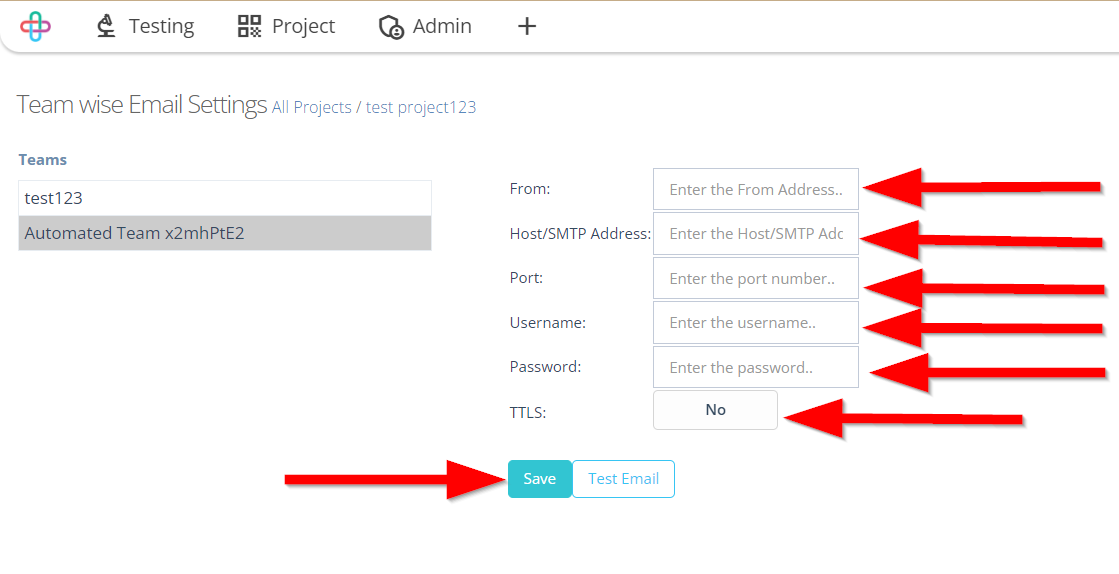 Testing Project Admin +
Team wise Email Settings All Projects / test project123
Teams
test123
Automated Team x2mhPtE2
From: Enter the From Address..
Host/SMTP Address: Enter the Host/SMTP Add
Port: Enter the port number..
Username: Enter the username..
Password: Enter the password..
TTLS: No
Save Test Email